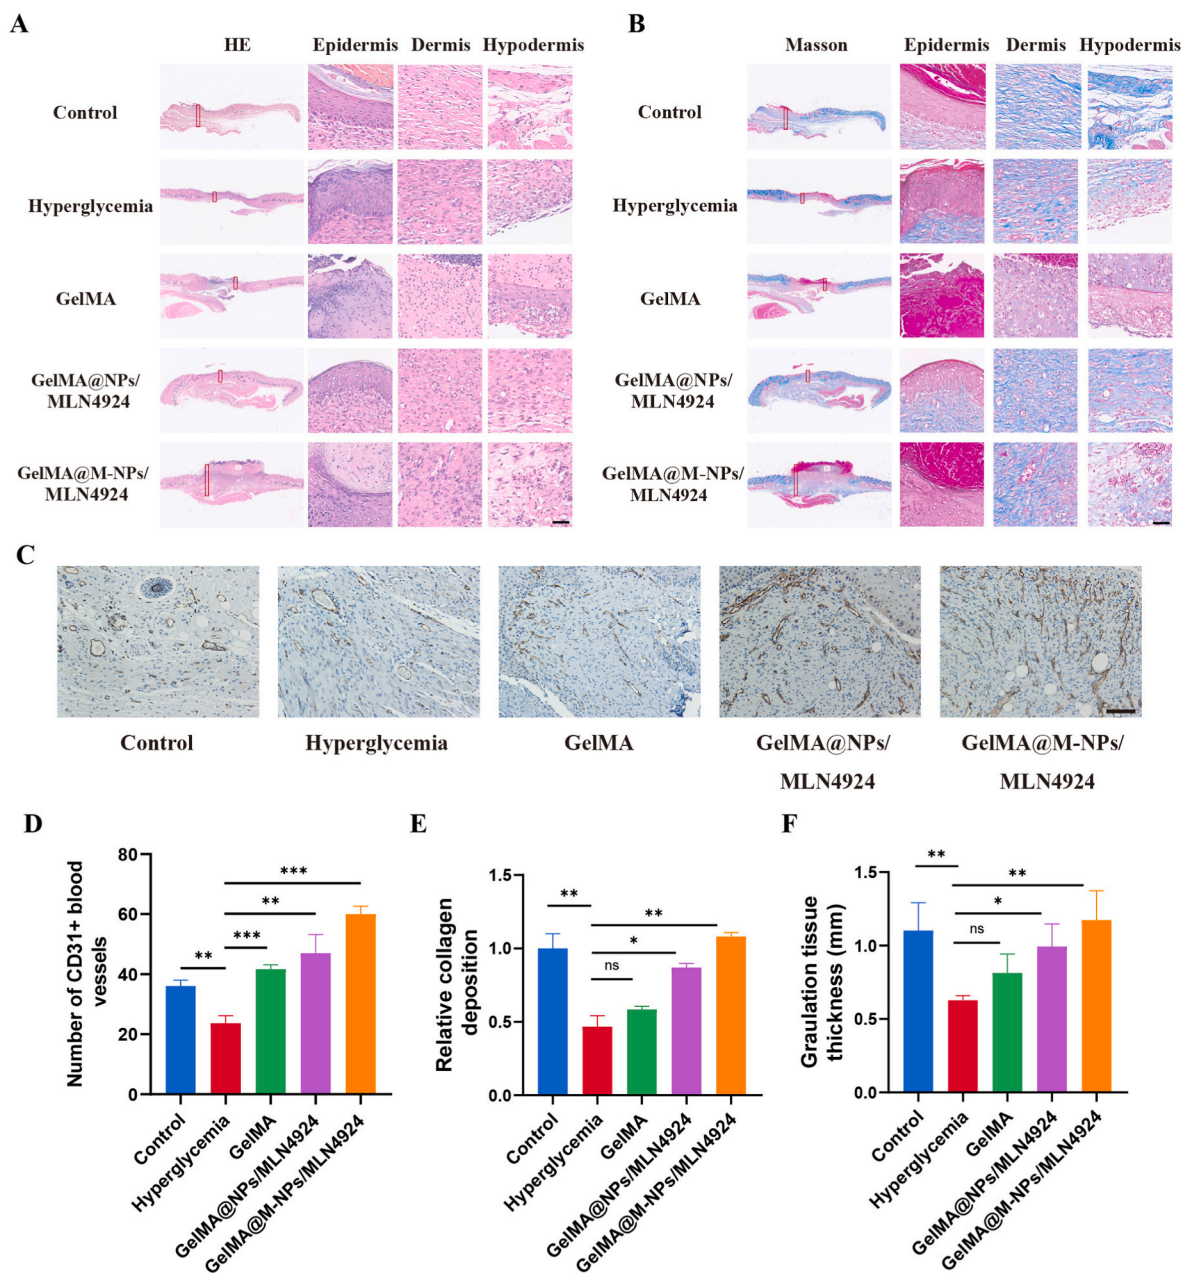 A
HE Epidermis Dermis Hypodermis
Control
Hyperglycemia
GelMA
GelMA@NPs/
MLN4924
GelMA@M-NPs/
MLN4924
B
Masson Epidermis Dermis Hypodermis
Control
Hyperglycemia
GelMA
GelMA@NPs/
MLN4924
GelMA@M-NPs/
MLN4924
C
Control
Hyperglycemia
GelMA
GelMA@NPs/
MLN4924
GelMA@M-NPs/
MLN4924
D
Number of CD31+ blood
vessels
80
60
40
20
0
**
***
**
***
Control
Hyperglycemia
GelMA
GelMA@NPs/MLN4924
GelMA@M-NPs/MLN4924
E
Relative collagen
deposition
1.5
1.0
0.5
0.0
**
ns
*
**
Control
Hyperglycemia
GelMA
GelMA@NPs/MLN4924
GelMA@M-NPs/MLN4924
F
Graulation tissue
thickness (mm)
1.5
1.0
0.5
0.0
**
ns
*
**
Control
Hyperglycemia
GelMA
GelMA@NPs/MLN4924
GelMA@M-NPs/MLN4924